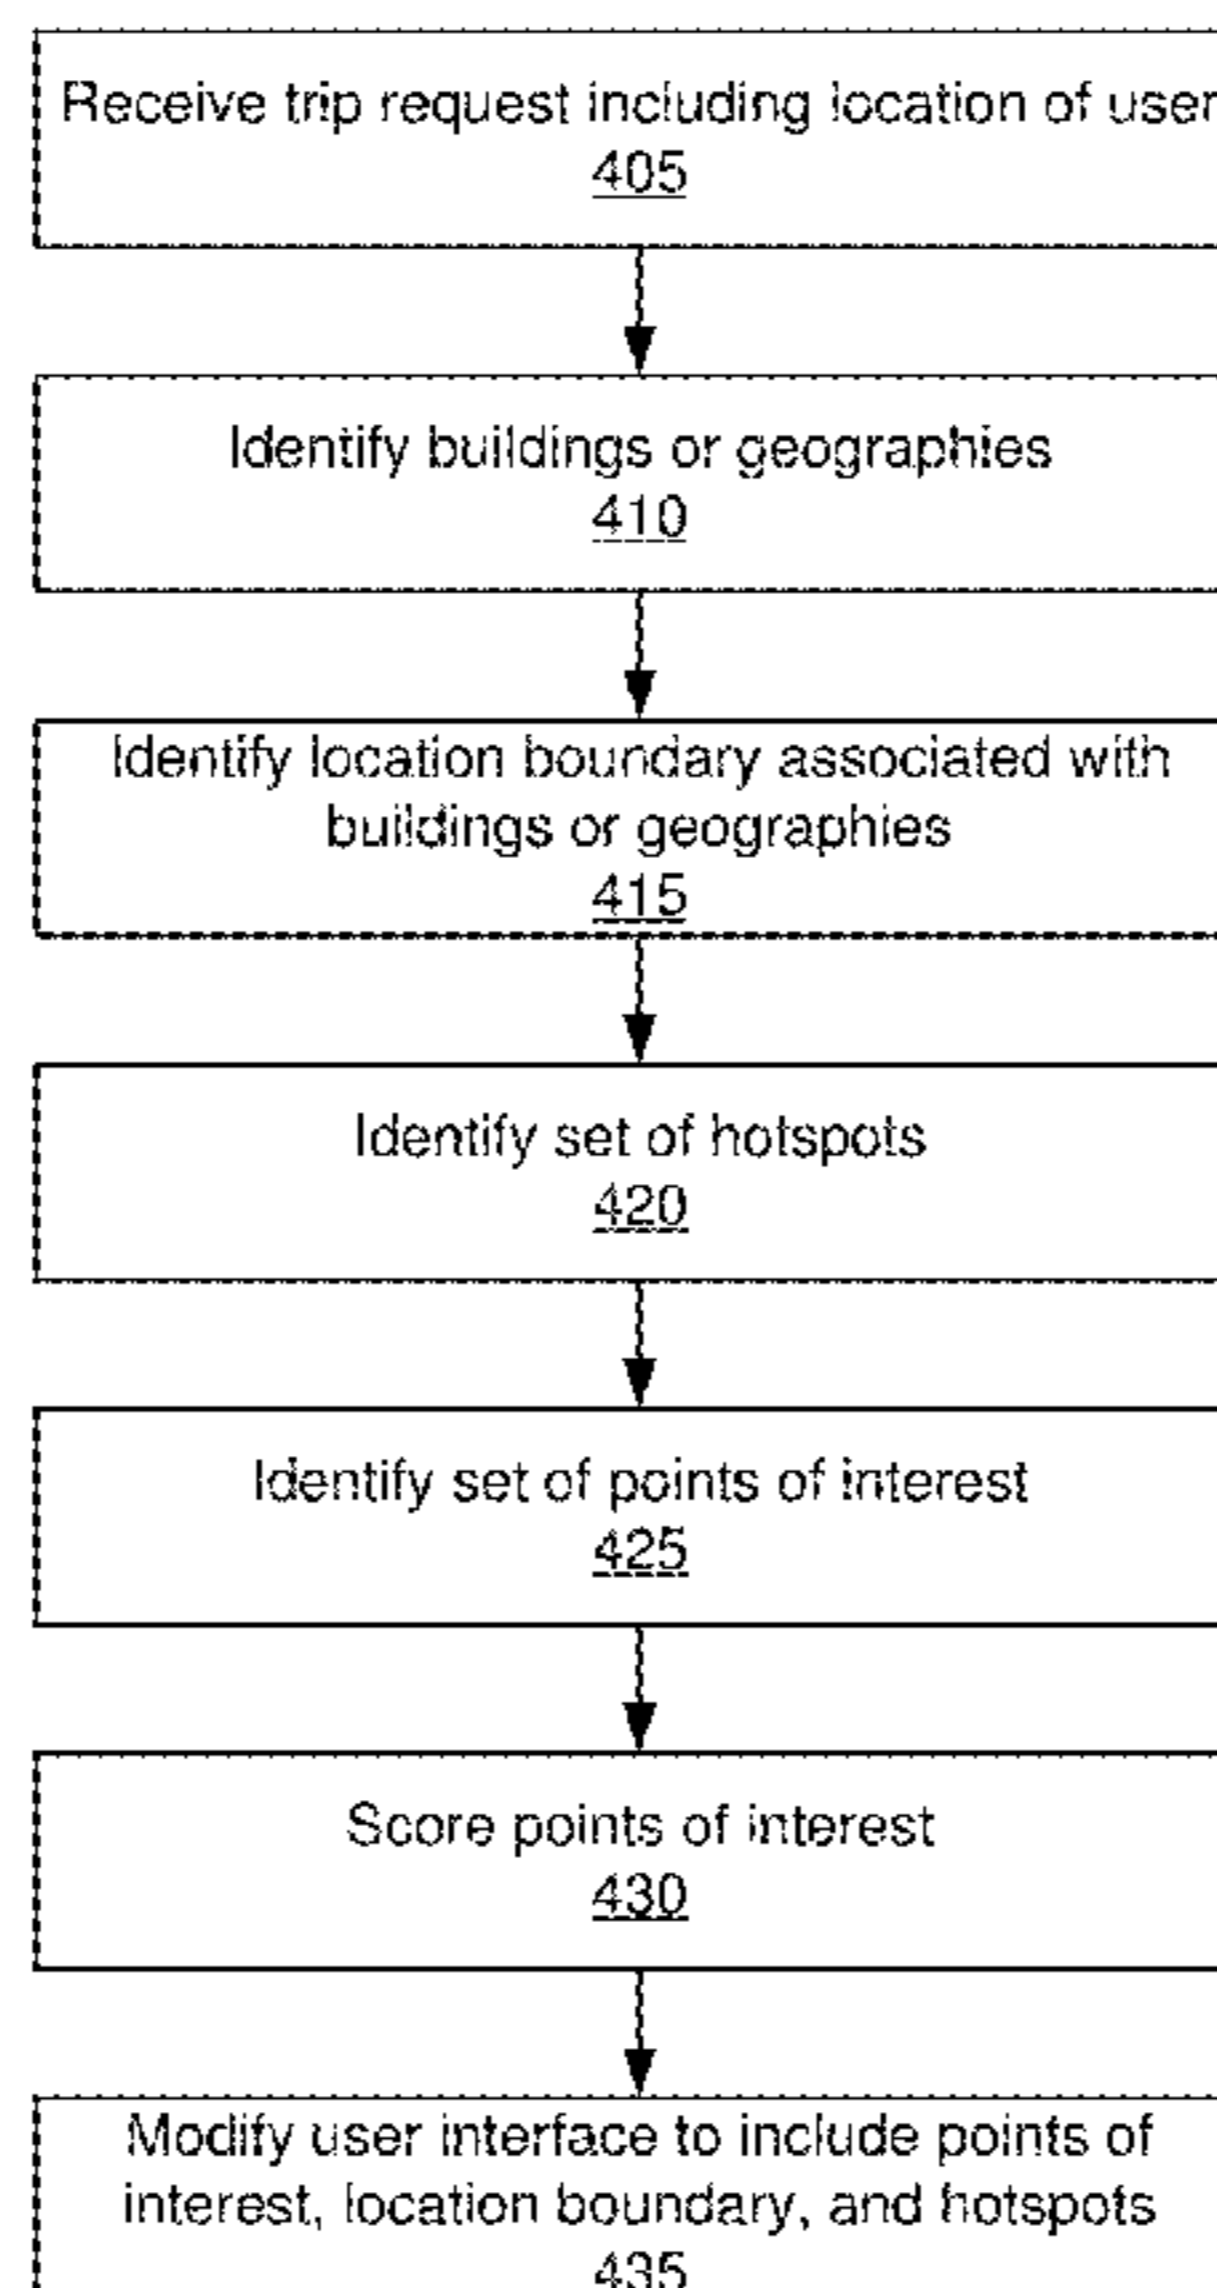 Receive trip request including location of user
405
Identify buildings or geographies
410
Identify location boundary associated with
buildings or geographies
415
Identify set of hotspots
420
Identify set of points of interest
425
Score points of interest
430
Modify user interface to include points of
interest, location boundary, and hotspots
435